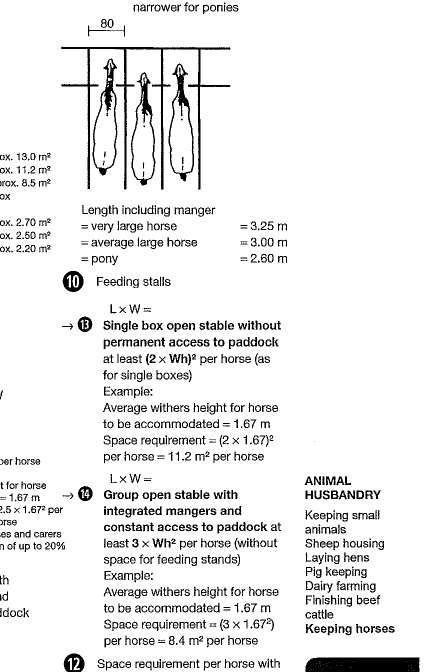 narrower for ponies
80
ox. 13.0 m²
ox. 11.2 m²
prox. 8.5 m²
ox
ox. 2.70 m²
ox. 2.50 m²
ox. 2.20 m²
Length including manger
= very large horse = 3.25 m
= average large horse = 3.00 m
= pony = 2.60 m
10 Feeding stalls
L x W =
→ 13 Single box open stable without
permanent access to paddock
at least (2 x Wh)² per horse (as
for single boxes)
Example:
Average withers height for horse
to be accommodated = 1.67 m
Space requirement = (2 x 1.67)²
per horse = 11.2 m² per horse
L x W =
→ 14 Group open stable with
integrated mangers and
constant access to paddock at
least 3 x Wh² per horse (without
space for feeding stands)
Example:
Average withers height for horse
to be accommodated = 1.67 m
Space requirement = (3 x 1.67²)
per horse = 8.4 m² per horse
12 Space requirement per horse with
per horse
t for horse
= 1.67 m
2.5 x 1.67² per
orse
ses and carers
n of up to 20%
th
nd
ddock
ANIMAL
HUSBANDRY
Keeping small
animals
Sheep housing
Laying hens
Pig keeping
Dairy farming
Finishing beef
cattle
Keeping horses